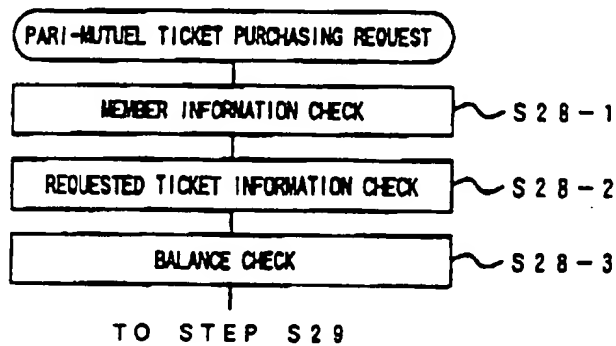 PARI-MUTUEL TICKET PURCHASING REQUEST
MEMBER INFORMATION CHECK S28-1
REQUESTED TICKET INFORMATION CHECK S28-2
BALANCE CHECK S28-3
TO STEP S29